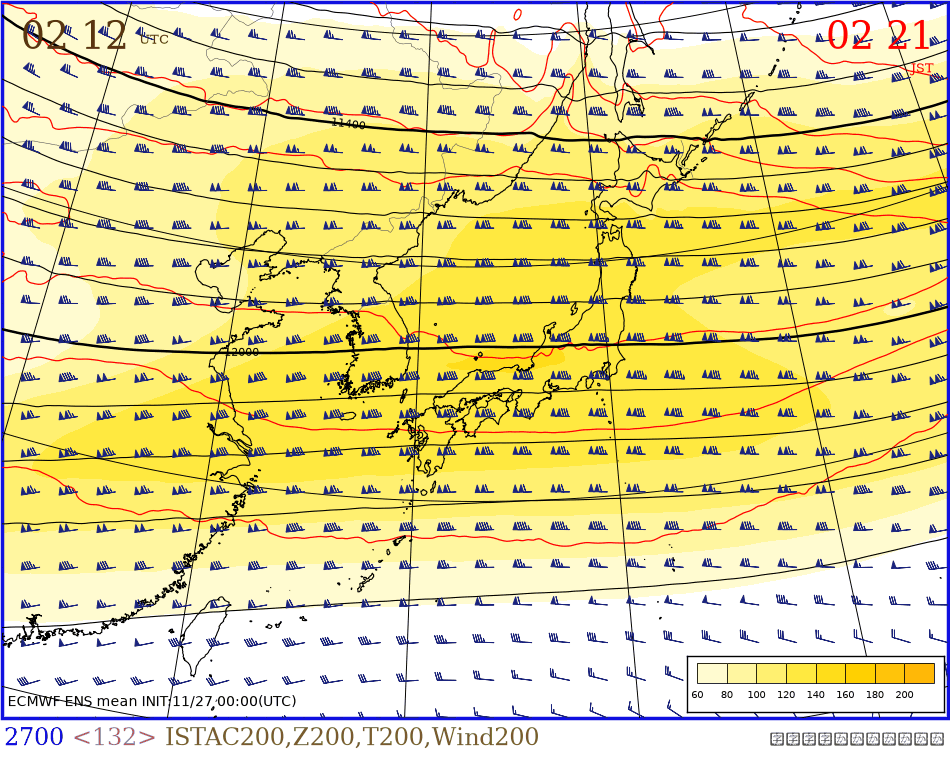 02 12 UTC
02 21 JST
11400
12000
ECMWF ENS mean INIT:11/27 00:00(UTC)
60 80 100 120 140 160 180 200
2700 <132> ISTAC200,Z200,T200,Wind200